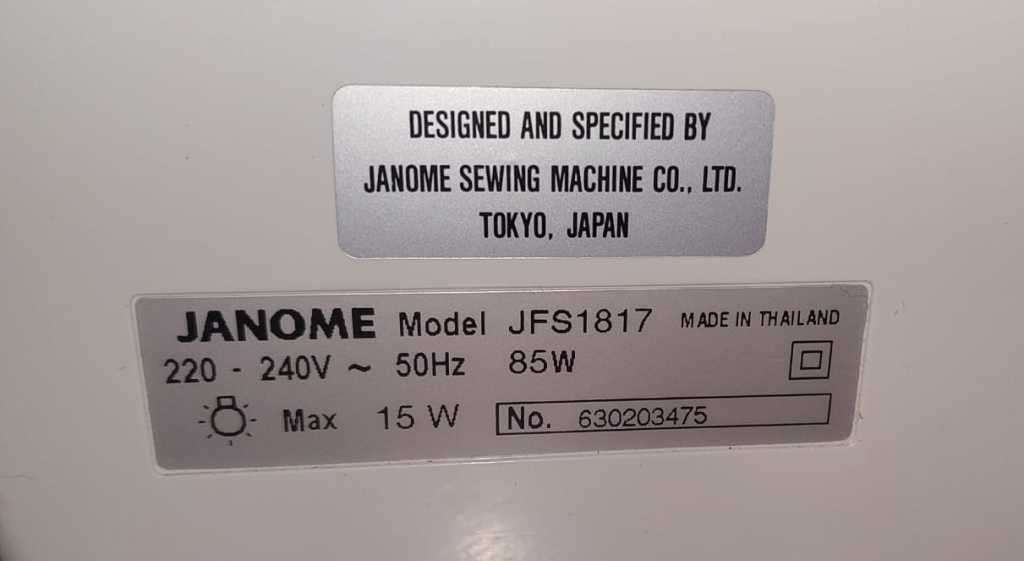 DESIGNED AND SPECIFIED BY
JANOME SEWING MACHINE CO., LTD.
TOKYO, JAPAN
JANOME Model JFS1817 MADE IN THAILAND
220 - 240V ~ 50Hz 85W
Max 15 W No. 630203475